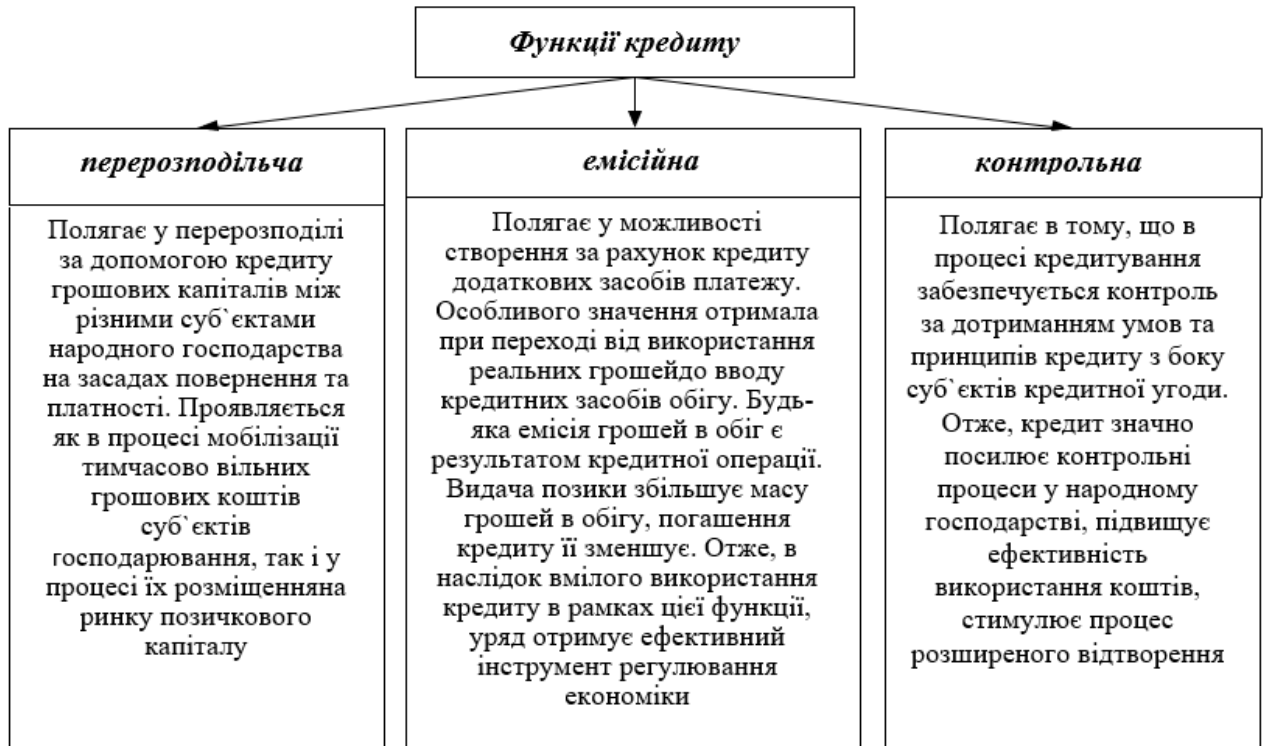 Функції кредиту
перерозподільча
Полягає у перерозподілі
за допомогою кредиту
грошових капіталів між
різними суб`єктами
народного господарства
на засадах повернення та
платності. Проявляється
як в процесі мобілізації
тимчасово вільних
грошових коштів
суб`єктів
господарювання, так і у
процесі їх розміщенняна
ринку позичкового
капіталу
емісійна
Полягає у можливості
створення за рахунок кредиту
додаткових засобів платежу.
Особливого значення отримала
при переході від використання
реальних грошейдо вводу
кредитних засобів обігу. Будь-
яка емісія грошей в обіг є
результатом кредитної операції.
Видача позики збільшує масу
грошей в обігу, погашення
кредиту її зменшує. Отже, в
наслідок вмілого використання
кредиту в рамках цієї функції,
уряд отримує ефективний
інструмент регулювання
економіки
контрольна
Полягає в тому, що в
процесі кредитування
забезпечується контроль
за дотриманням умов та
принципів кредиту з боку
суб`єктів кредитної угоди.
Отже, кредит значно
посилює контрольні
процеси у народному
господарстві, підвищує
ефективність
використання коштів,
стимулює процес
розширеного відтворення